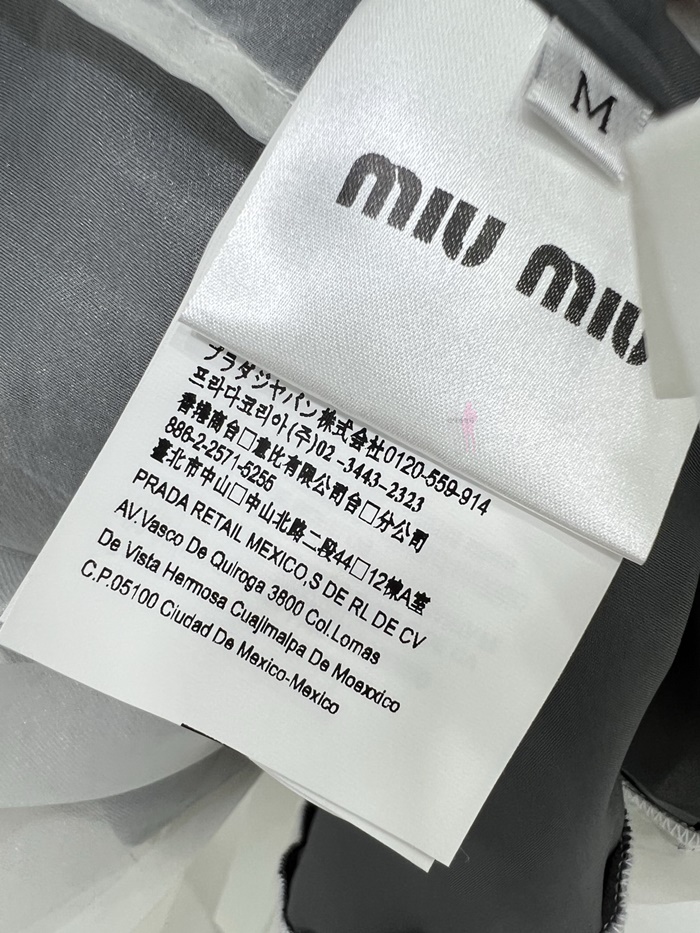 M
MIU MIU
プラダジャパン株式会社0120-559-914
프라다코리아(주)02-3443-2323
香港商台□壹比有限公司台□分公司
886-2-2571-5255
臺北市中山□中山北路二段44□12棟A室
PRADA RETAIL MEXICO,S DE RL DE CV
AV.Vasco De Quiroga 3800 Col.Lomas
De Vista Hermosa Cuajimalpa De Moexxico
C.P.05100 Ciudad De Mexico-Mexico